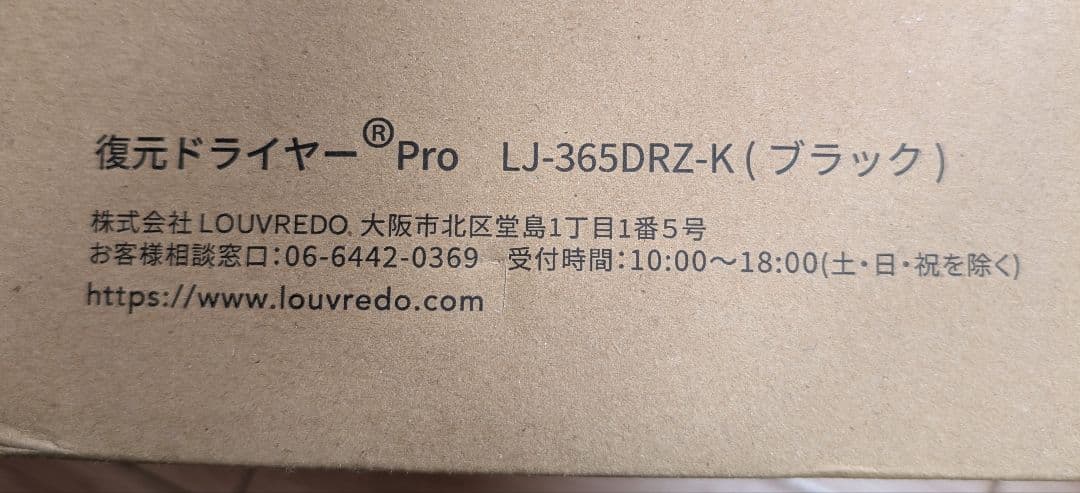 復元ドライヤー®Pro LJ-365DRZ-K(ブラック)
株式会社 LOUVREDO. 大阪市北区堂島1丁目1番5号
お客様相談窓口:06-6442-0369 受付時間:10:00〜18:00(土・日・祝を除く)
https://www.louvredo.com